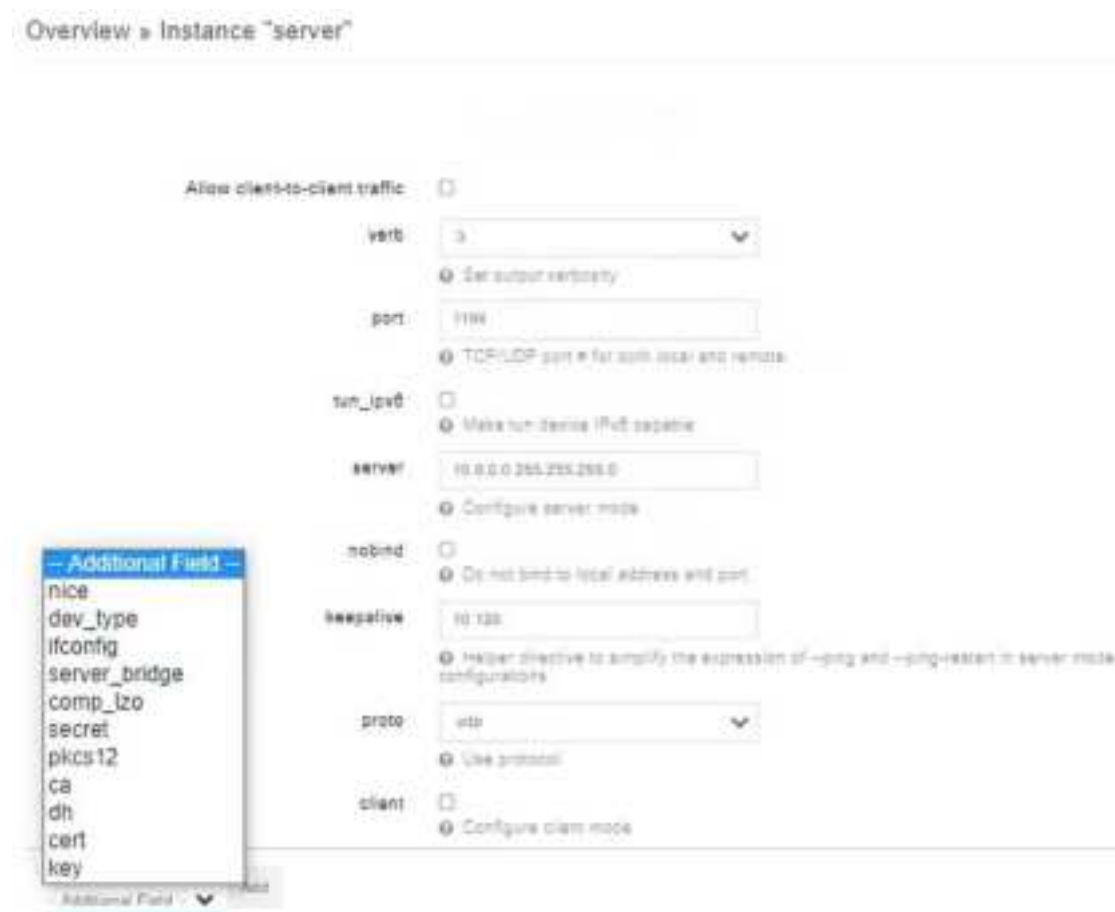 Overview » Instance "server"
Allow client-to-client traffic
verb
3
Set output verbosity
port
1194
TCP/UDP port # for both local and remote
tun_ipv6
Make tun device IPv6 capable
server
10.8.0.0 255.255.255.0
Configure server mode
nobind
Do not bind to local address and port
keepalive
10 120
Helper directive to simplify the expression of --ping and --ping-restart in server mode
configurations
proto
udp
Use protocol
client
Configure client mode
-- Additional Field --
nice
dev_type
ifconfig
server_bridge
comp_lzo
secret
pkcs12
ca
dh
cert
key
-- Additional Field --
Add